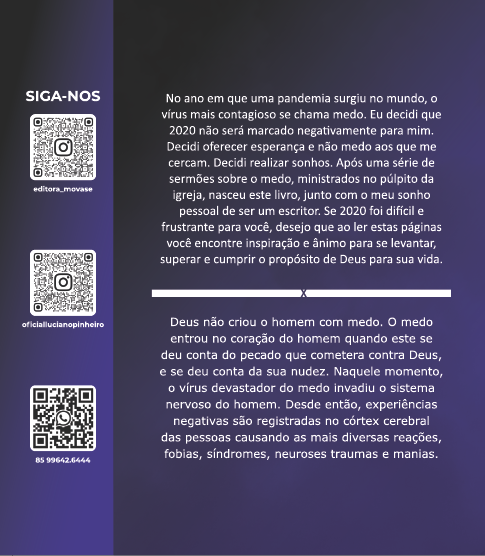 SIGA-NOS
editora_movase
oficiallucianopinheiro
85 99642.6444
No ano em que uma pandemia surgiu no mundo, o
vírus mais contagioso se chama medo. Eu decidi que
2020 não será marcado negativamente para mim.
Decidi oferecer esperança e não medo aos que me
cercam. Decidi realizar sonhos. Após uma série de
sermões sobre o medo, ministrados no púlpito da
igreja, nasceu este livro, junto com o meu sonho
pessoal de ser um escritor. Se 2020 foi difícil e
frustrante para você, desejo que ao ler estas páginas
você encontre inspiração e ânimo para se levantar,
superar e cumprir o propósito de Deus para sua vida.
X
Deus não criou o homem com medo. O medo
entrou no coração do homem quando este se
deu conta do pecado que cometera contra Deus,
e se deu conta da sua nudez. Naquele momento,
o vírus devastador do medo invadiu o sistema
nervoso do homem. Desde então, experiências
negativas são registradas no córtex cerebral
das pessoas causando as mais diversas reações,
fobias, síndromes, neuroses traumas e manias.